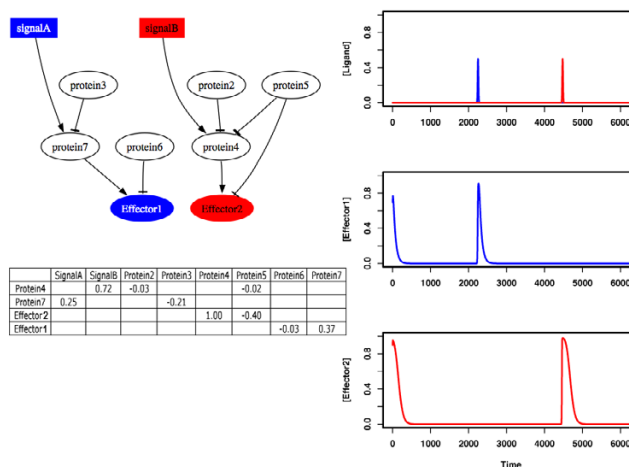 signalA
signalB
protein3
protein2
protein5
protein7
protein6
protein4
Effector1
Effector2
SignalA SignalB Protein2 Protein3 Protein4 Protein5 Protein6 Protein7
Protein4 0.72 -0.03 -0.02
Protein7 0.25 -0.21
Effector2 1.00 -0.40
Effector1 -0.03 0.37
[Ligand]
0.8
0.4
0.0
0 1000 2000 3000 4000 5000 6000
[Effector1]
0.8
0.4
0.0
0 1000 2000 3000 4000 5000 6000
[Effector2]
0.8
0.4
0.0
0 1000 2000 3000 4000 5000 6000
Time